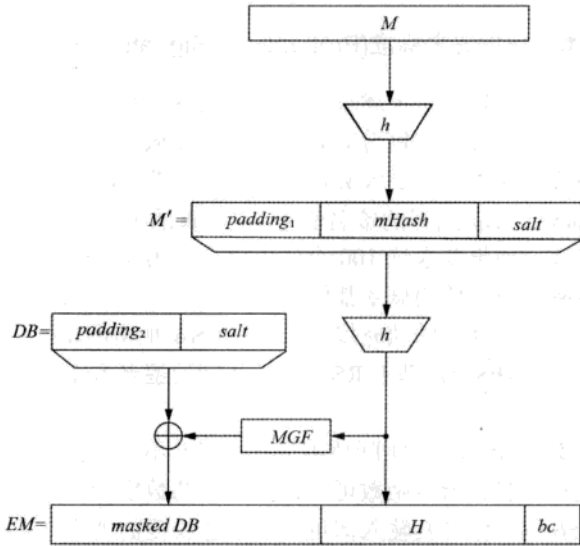 M
h
M′ = padding₁ mHash salt
h
DB= padding₂ salt
MGF
EM= masked DB H bc